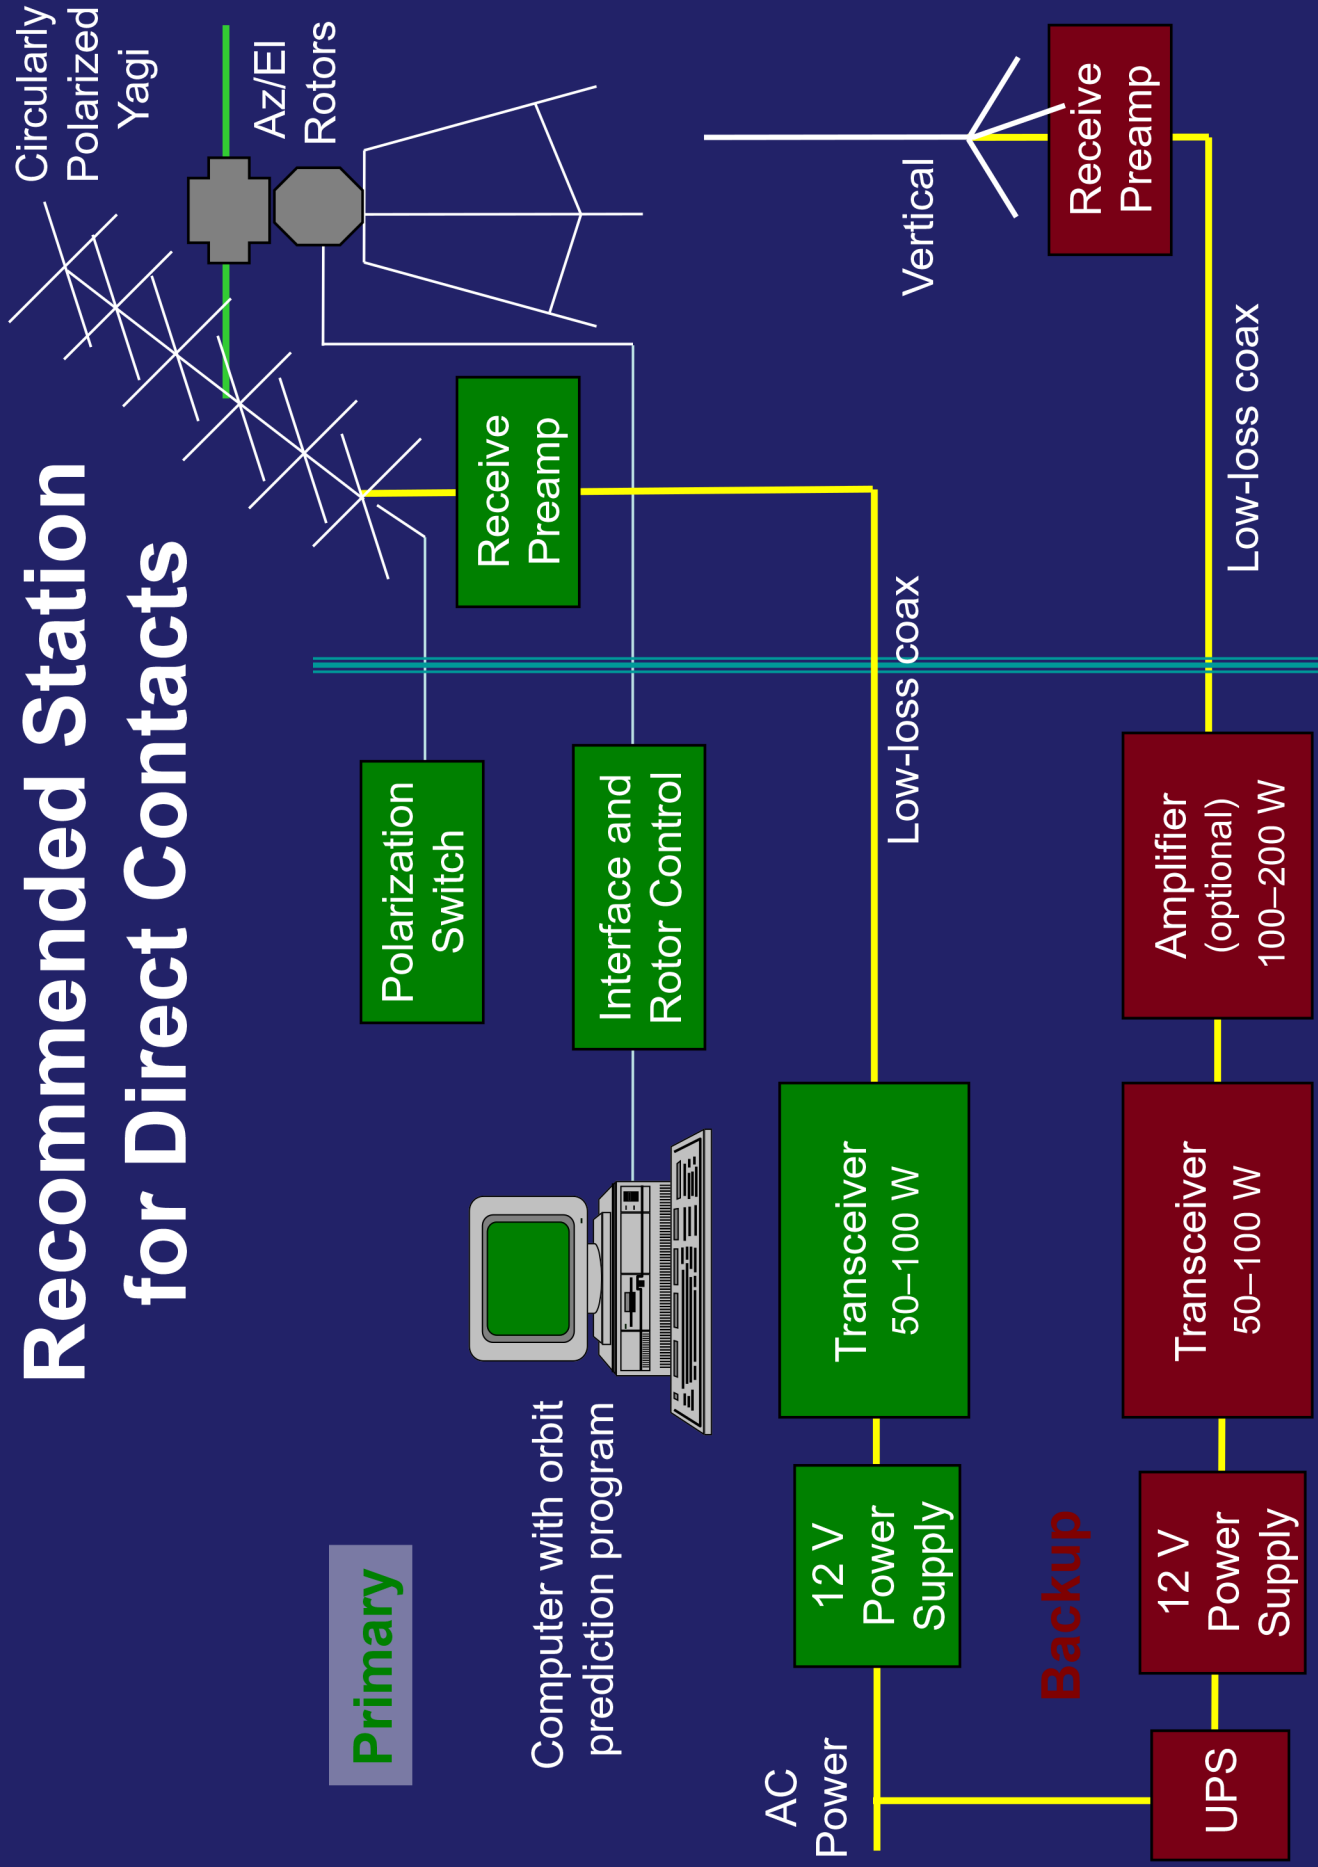 Recommended Station
for Direct Contacts
Circularly
Polarized
Yagi
Az/El
Rotors
Primary
Polarization
Switch
Receive
Preamp
Computer with orbit
prediction program
Interface and
Rotor Control
AC
Power
12 V
Power
Supply
Transceiver
50–100 W
Low-loss coax
Vertical
Backup
Receive
Preamp
UPS
12 V
Power
Supply
Transceiver
50–100 W
Amplifier
(optional)
100–200 W
Low-loss coax